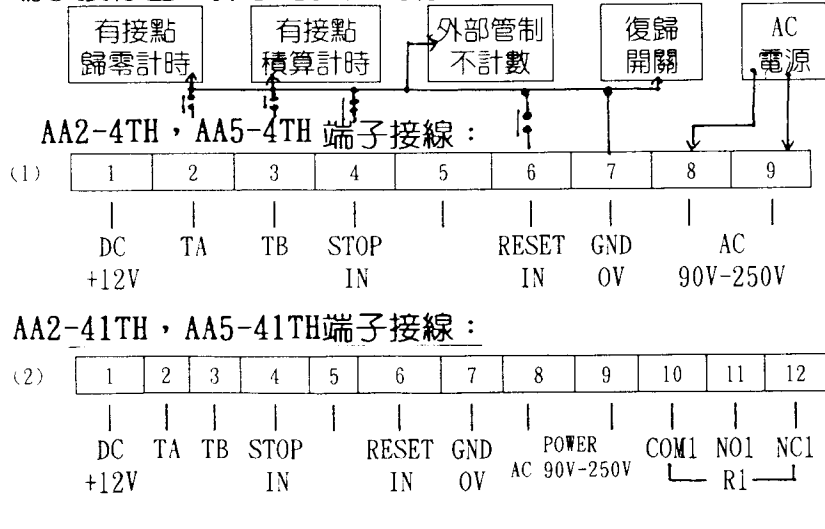 有接點 有接點 外部管制 復歸 AC
歸零計時 積算計時 不計數 開關 電源
AA2-4TH，AA5-4TH 端子接線：
(1) 1 2 3 4 5 6 7 8 9
DC TA TB STOP RESET GND AC
+12V IN IN 0V 90V-250V
AA2-41TH，AA5-41TH端子接線：
(2) 1 2 3 4 5 6 7 8 9 10 11 12
DC TA TB STOP RESET GND POWER COM1 NO1 NC1
+12V IN IN 0V AC 90V-250V R1